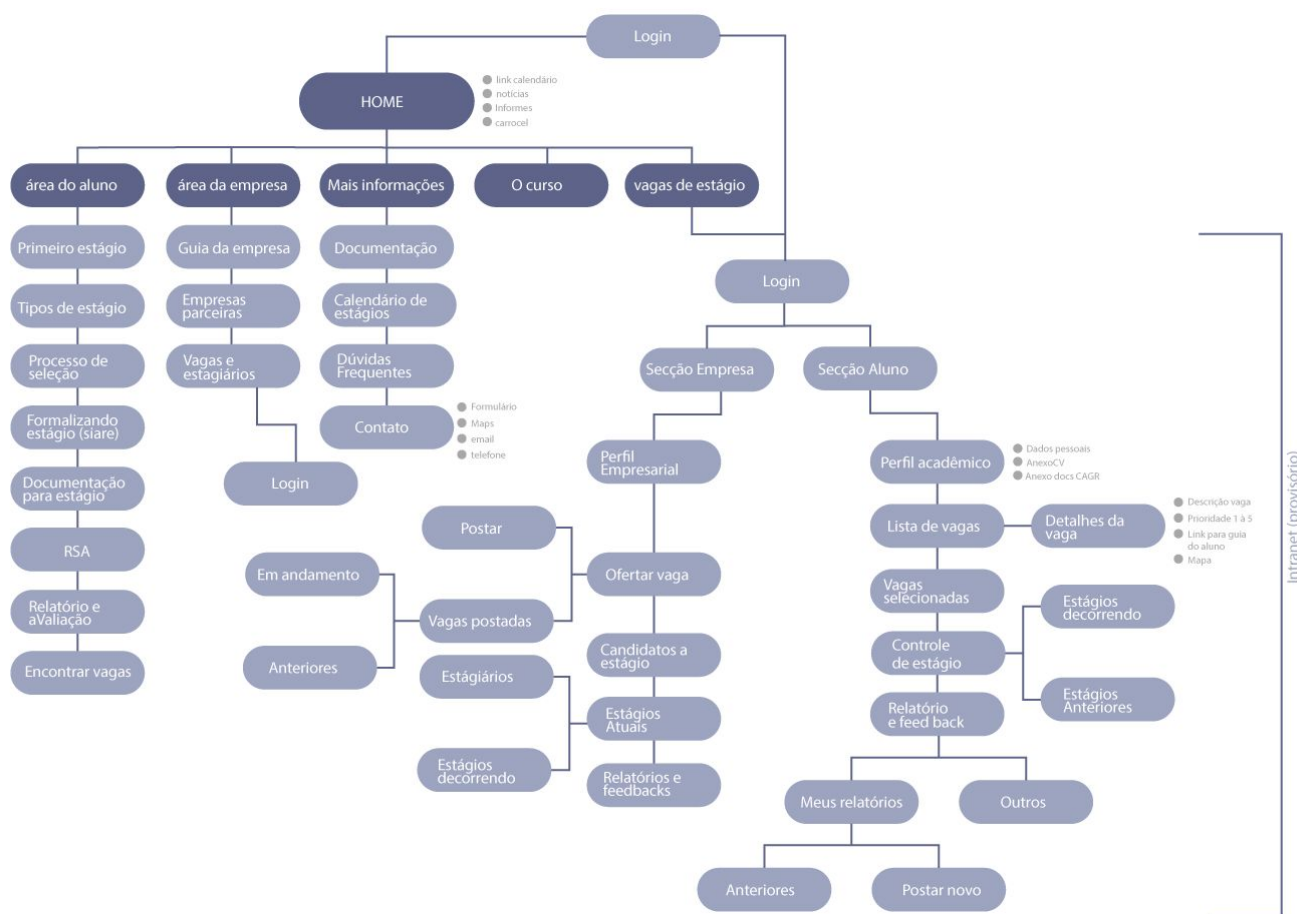 Login
HOME
link calendário
notícias
Informes
carrocel
área do aluno
área da empresa
Mais informações
O curso
vagas de estágio
Primeiro estágio
Tipos de estágio
Processo de
seleção
Formalizando
estágio (siare)
Documentação
para estágio
RSA
Relatório e
aValiação
Encontrar vagas
Guia da empresa
Empresas
parceiras
Vagas e
estagiários
Login
Documentação
Calendário de
estágios
Dúvidas
Frequentes
Contato
Formulário
Maps
email
telefone
Login
Secção Empresa
Secção Aluno
Perfil
Empresarial
Ofertar vaga
Postar
Vagas postadas
Em andamento
Anteriores
Candidatos a
estágio
Estágios
Atuais
Estágiários
Estágios
decorrendo
Relatórios e
feedbacks
Perfil acadêmico
Dados pessoais
AnexoCV
Anexo docs CAGR
Lista de vagas
Detalhes da
vaga
Descrição vaga
Prioridade 1 à 5
Link para guia
do aluno
Mapa
Vagas
selecionadas
Controle
de estágio
Estágios
decorrendo
Estágios
Anteriores
Relatório
e feed back
Meus relatórios
Outros
Anteriores
Postar novo
Intranet (provisório)